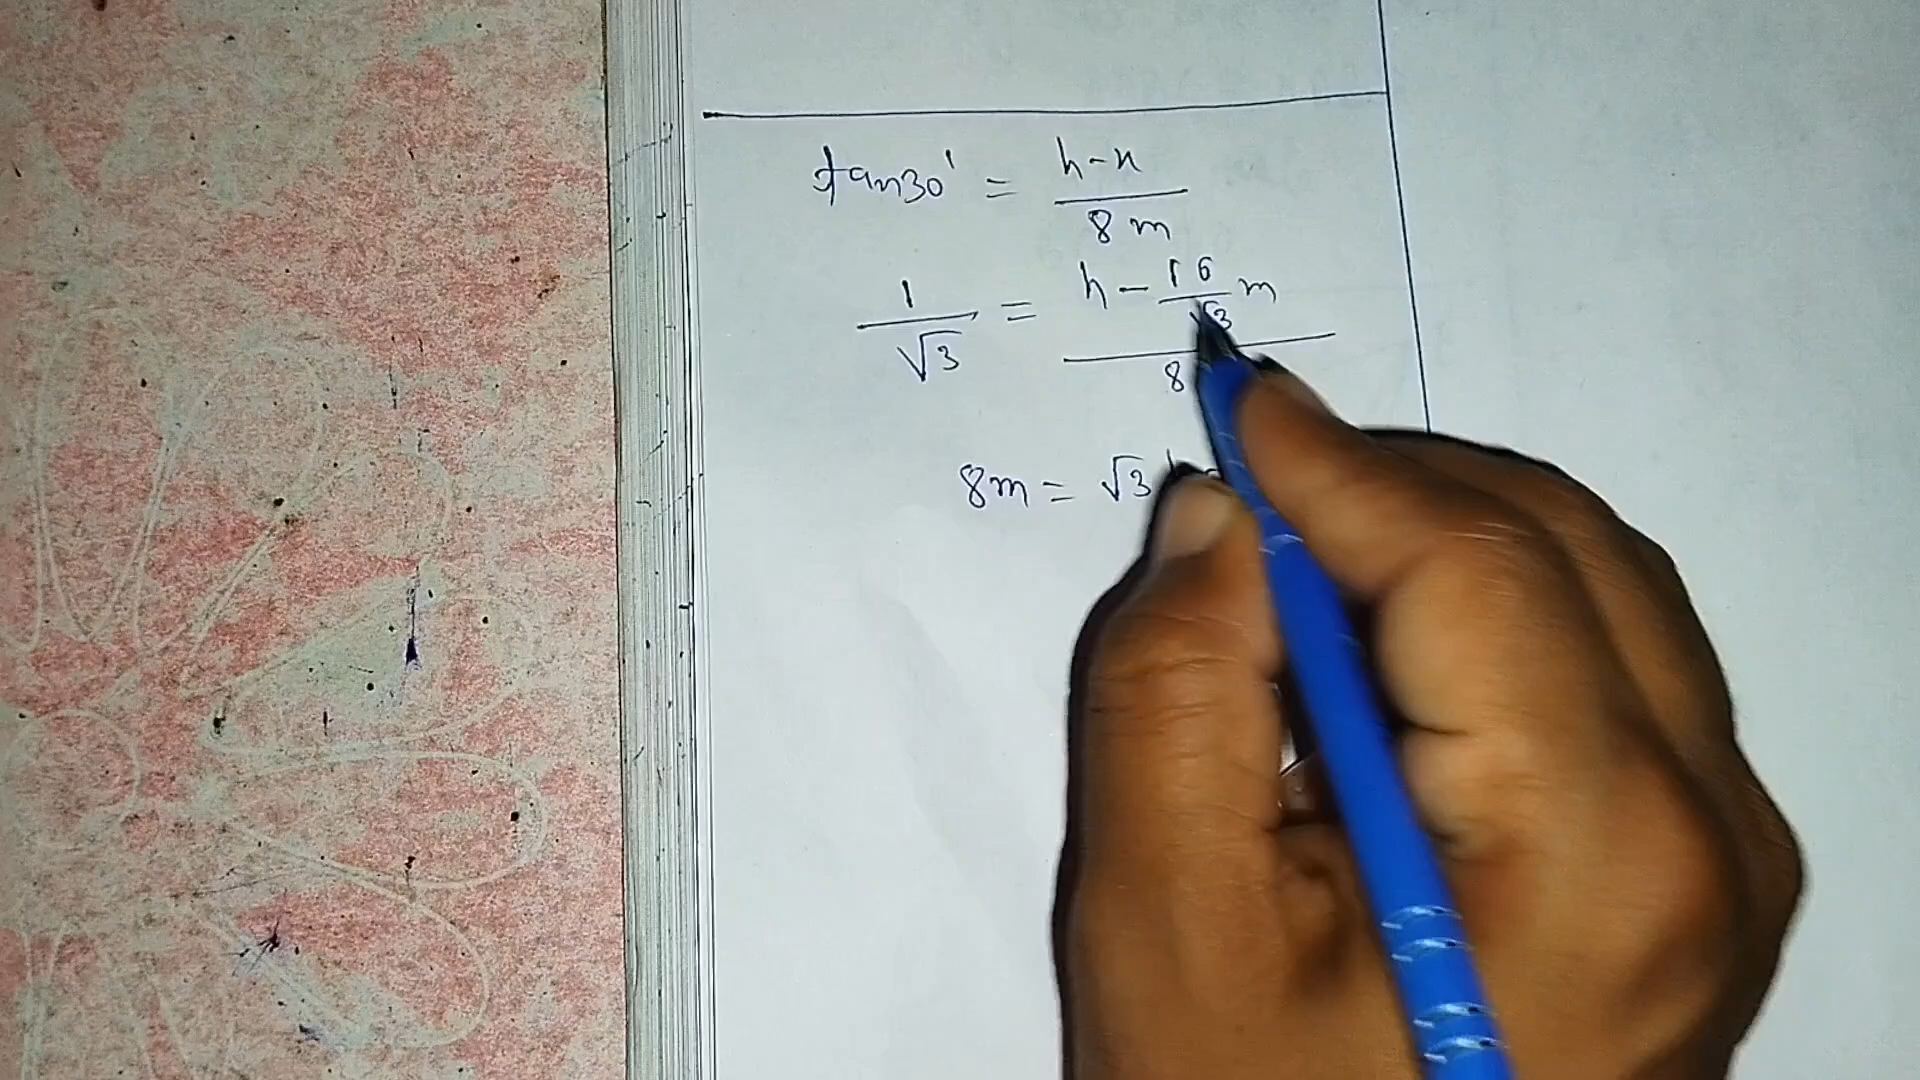 tan30° = h-x / 8 m
1/√3 = h - 16/√3 m / 8
8m = √3